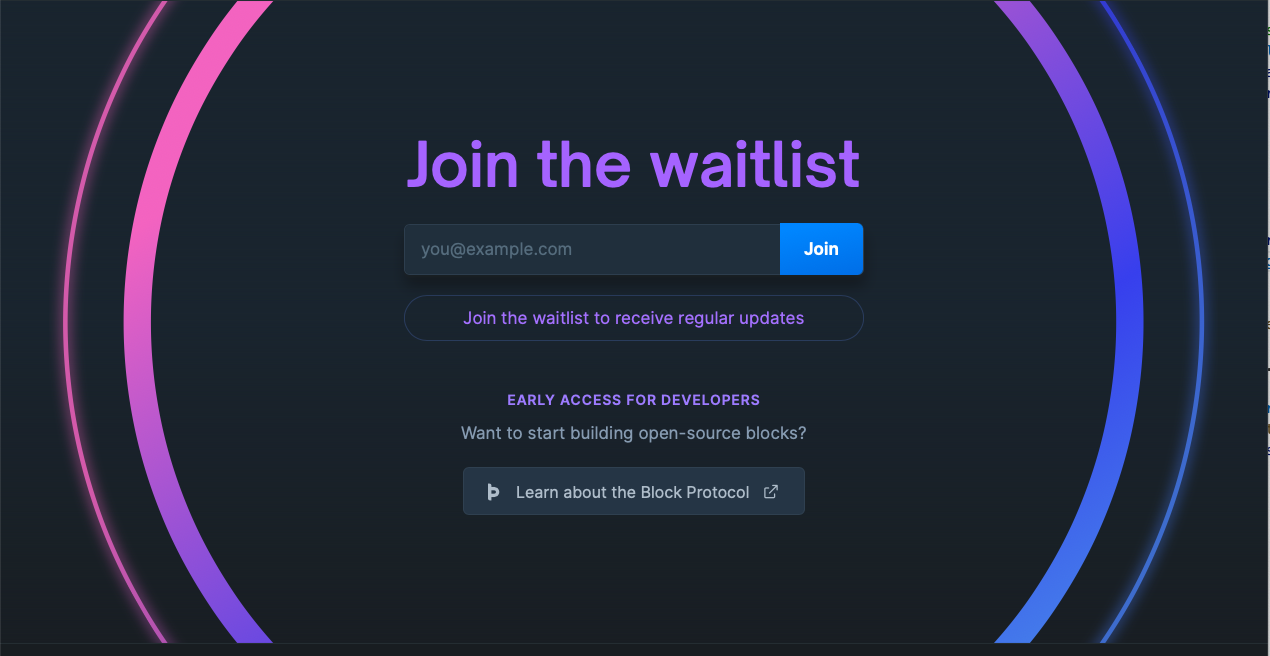 Join the waitlist
you@example.com
Join
Join the waitlist to receive regular updates
EARLY ACCESS FOR DEVELOPERS
Want to start building open-source blocks?
Learn about the Block Protocol